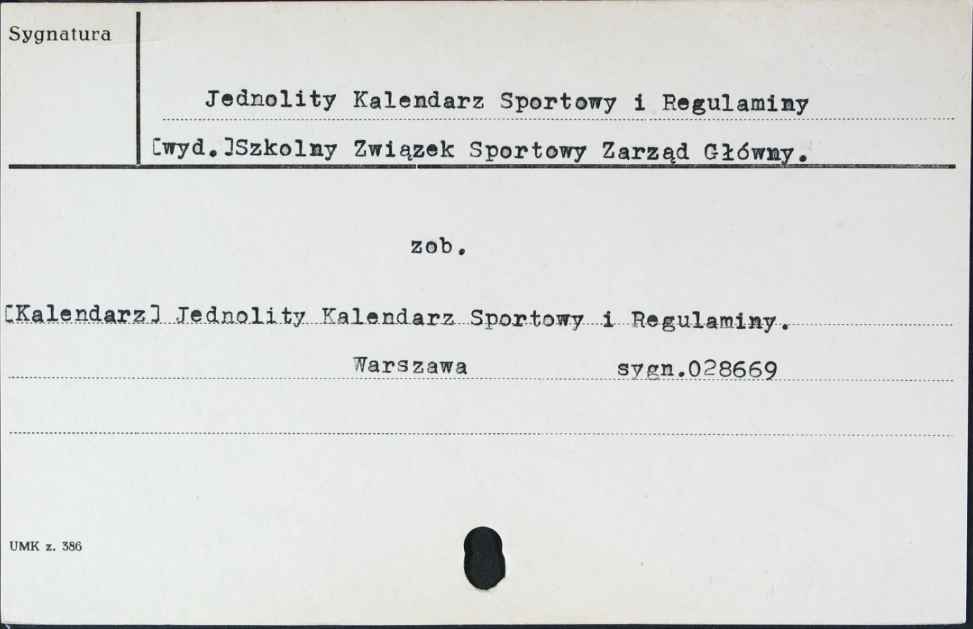 Sygnatura
Jednolity Kalendarz Sportowy i Regulaminy
[wyd.]Szkolny Związek Sportowy Zarząd Główny.
zob.
[Kalendarz] Jednolity Kalendarz Sportowy i Regulaminy.
Warszawa sygn.028669
UMK z. 386